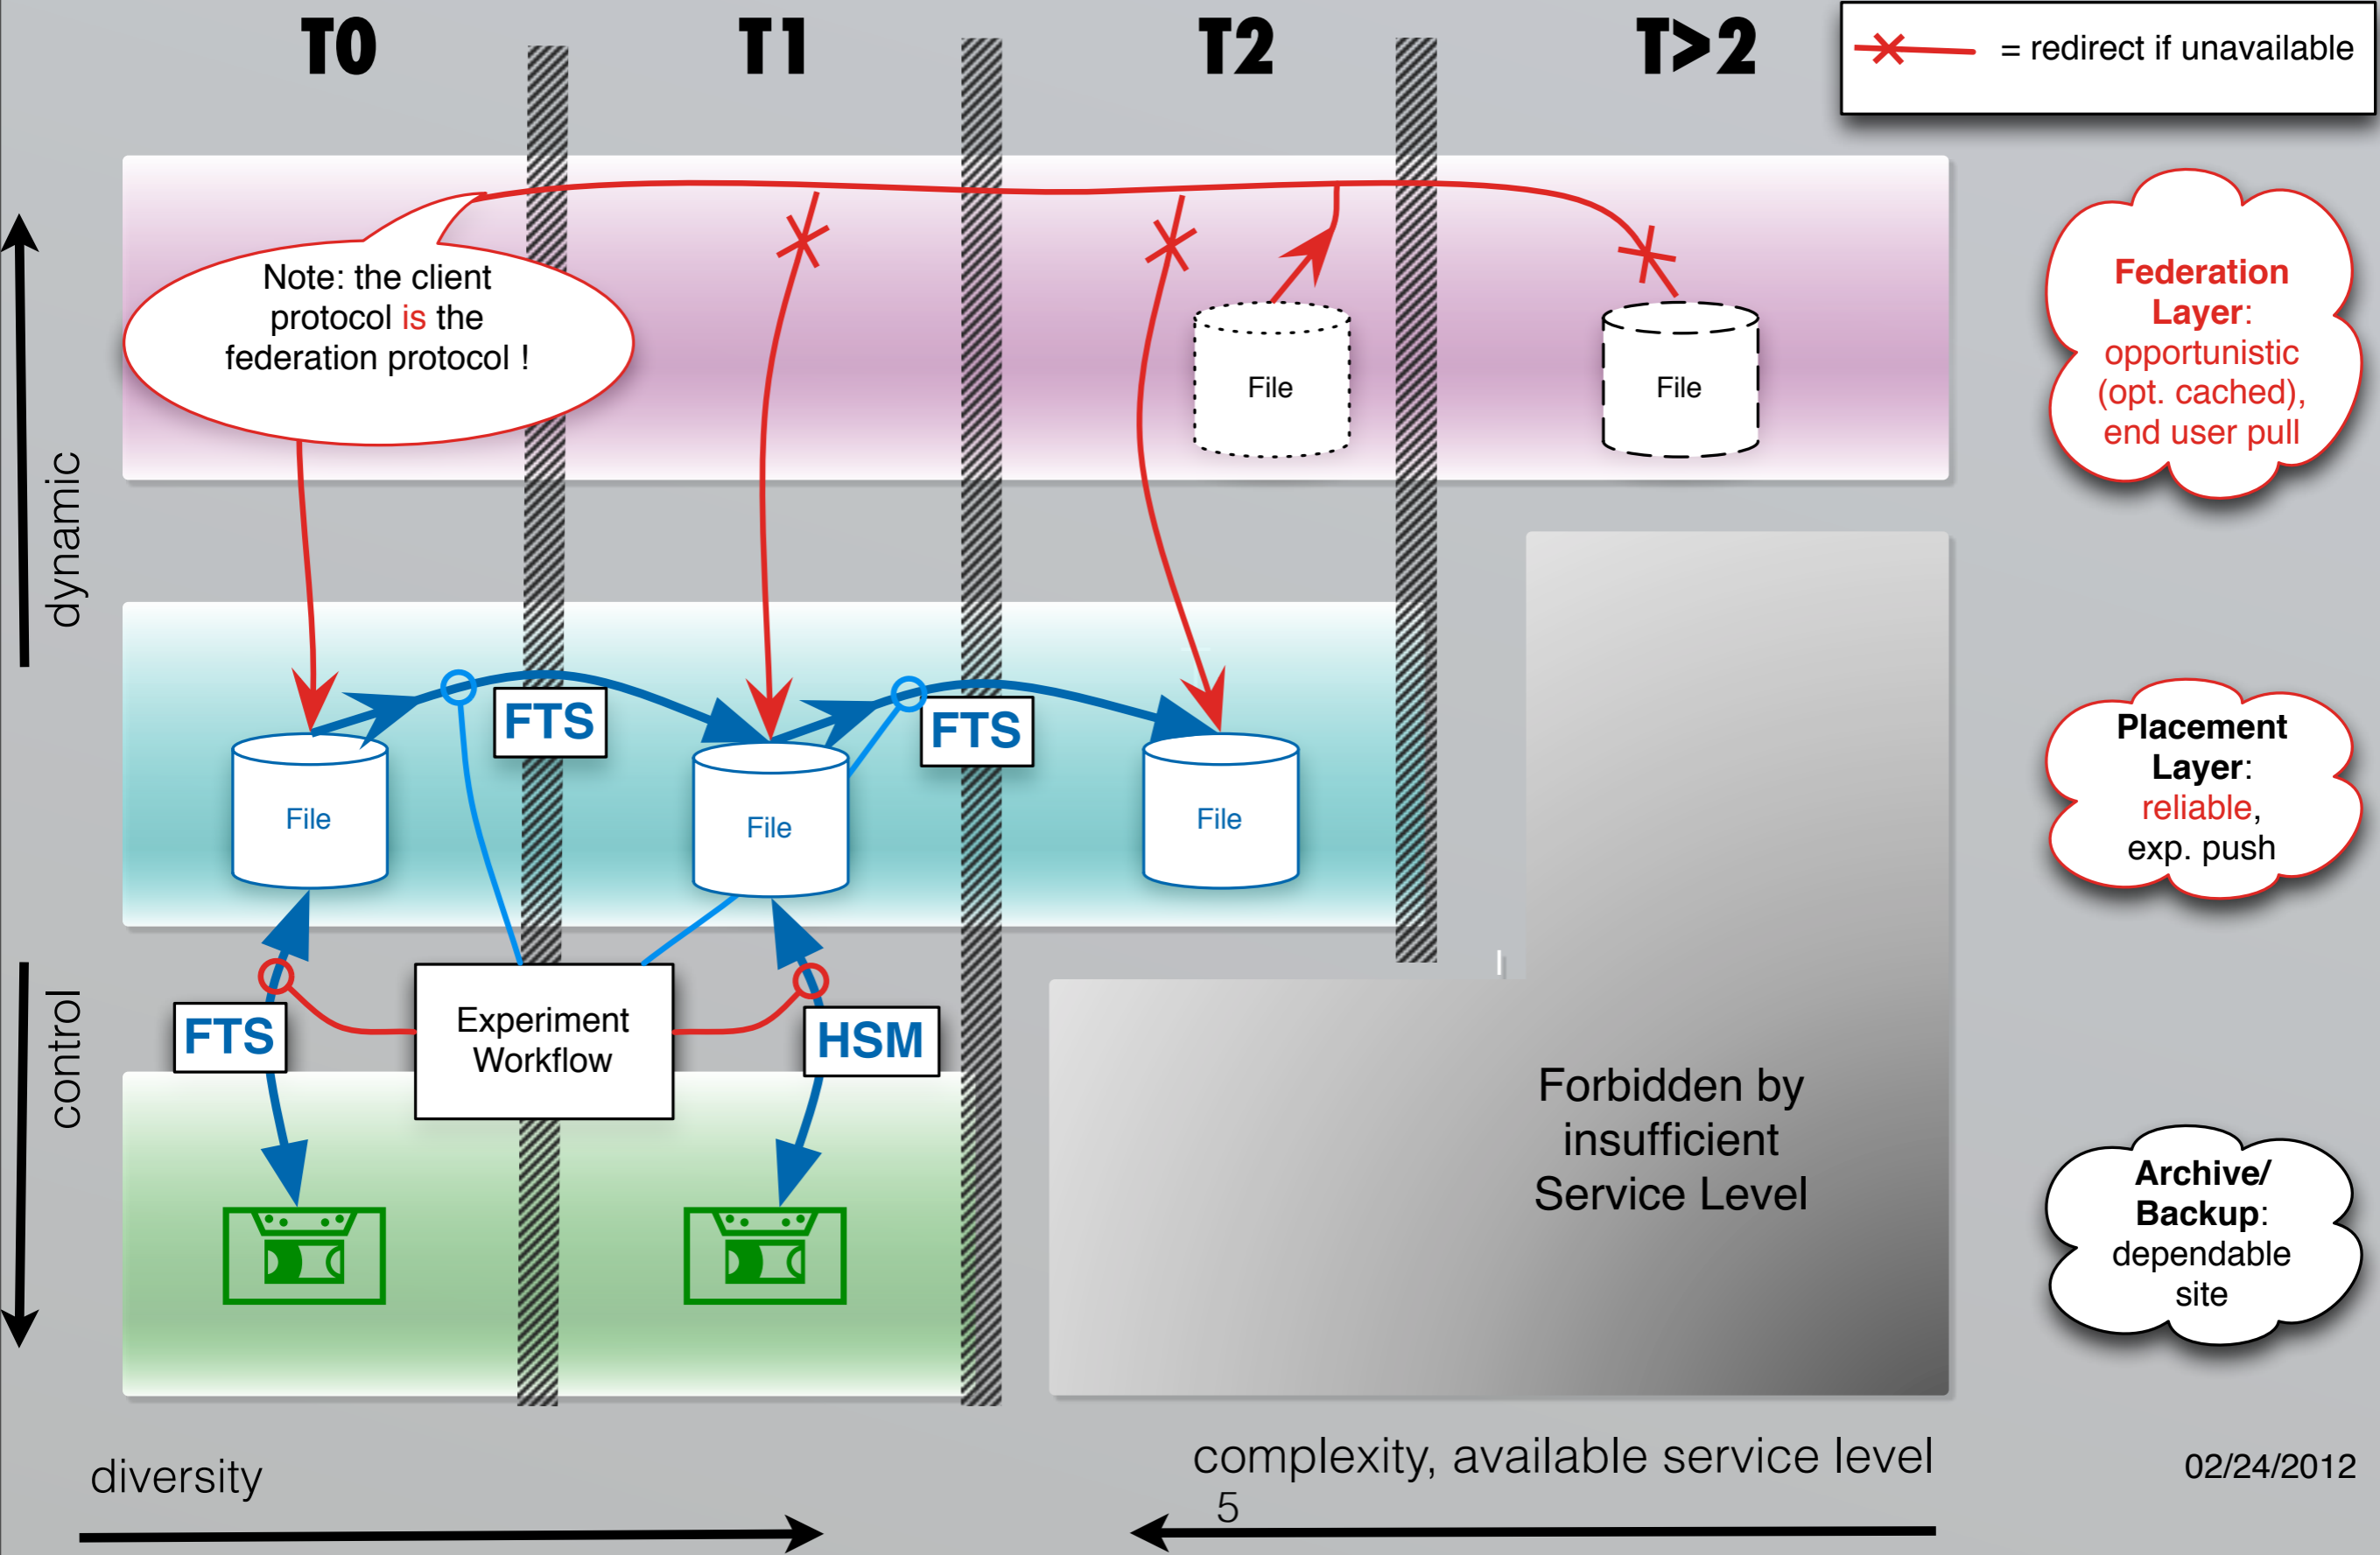 T0
T1
T2
T>2
= redirect if unavailable
Note: the client
protocol is the
federation protocol !
File
File
Federation
Layer:
opportunistic
(opt. cached),
end user pull
dynamic
FTS
FTS
File
File
File
Placement
Layer:
reliable,
exp. push
control
FTS
Experiment
Workflow
HSM
Forbidden by
insufficient
Service Level
Archive/
Backup:
dependable
site
diversity
complexity, available service level
5
02/24/2012